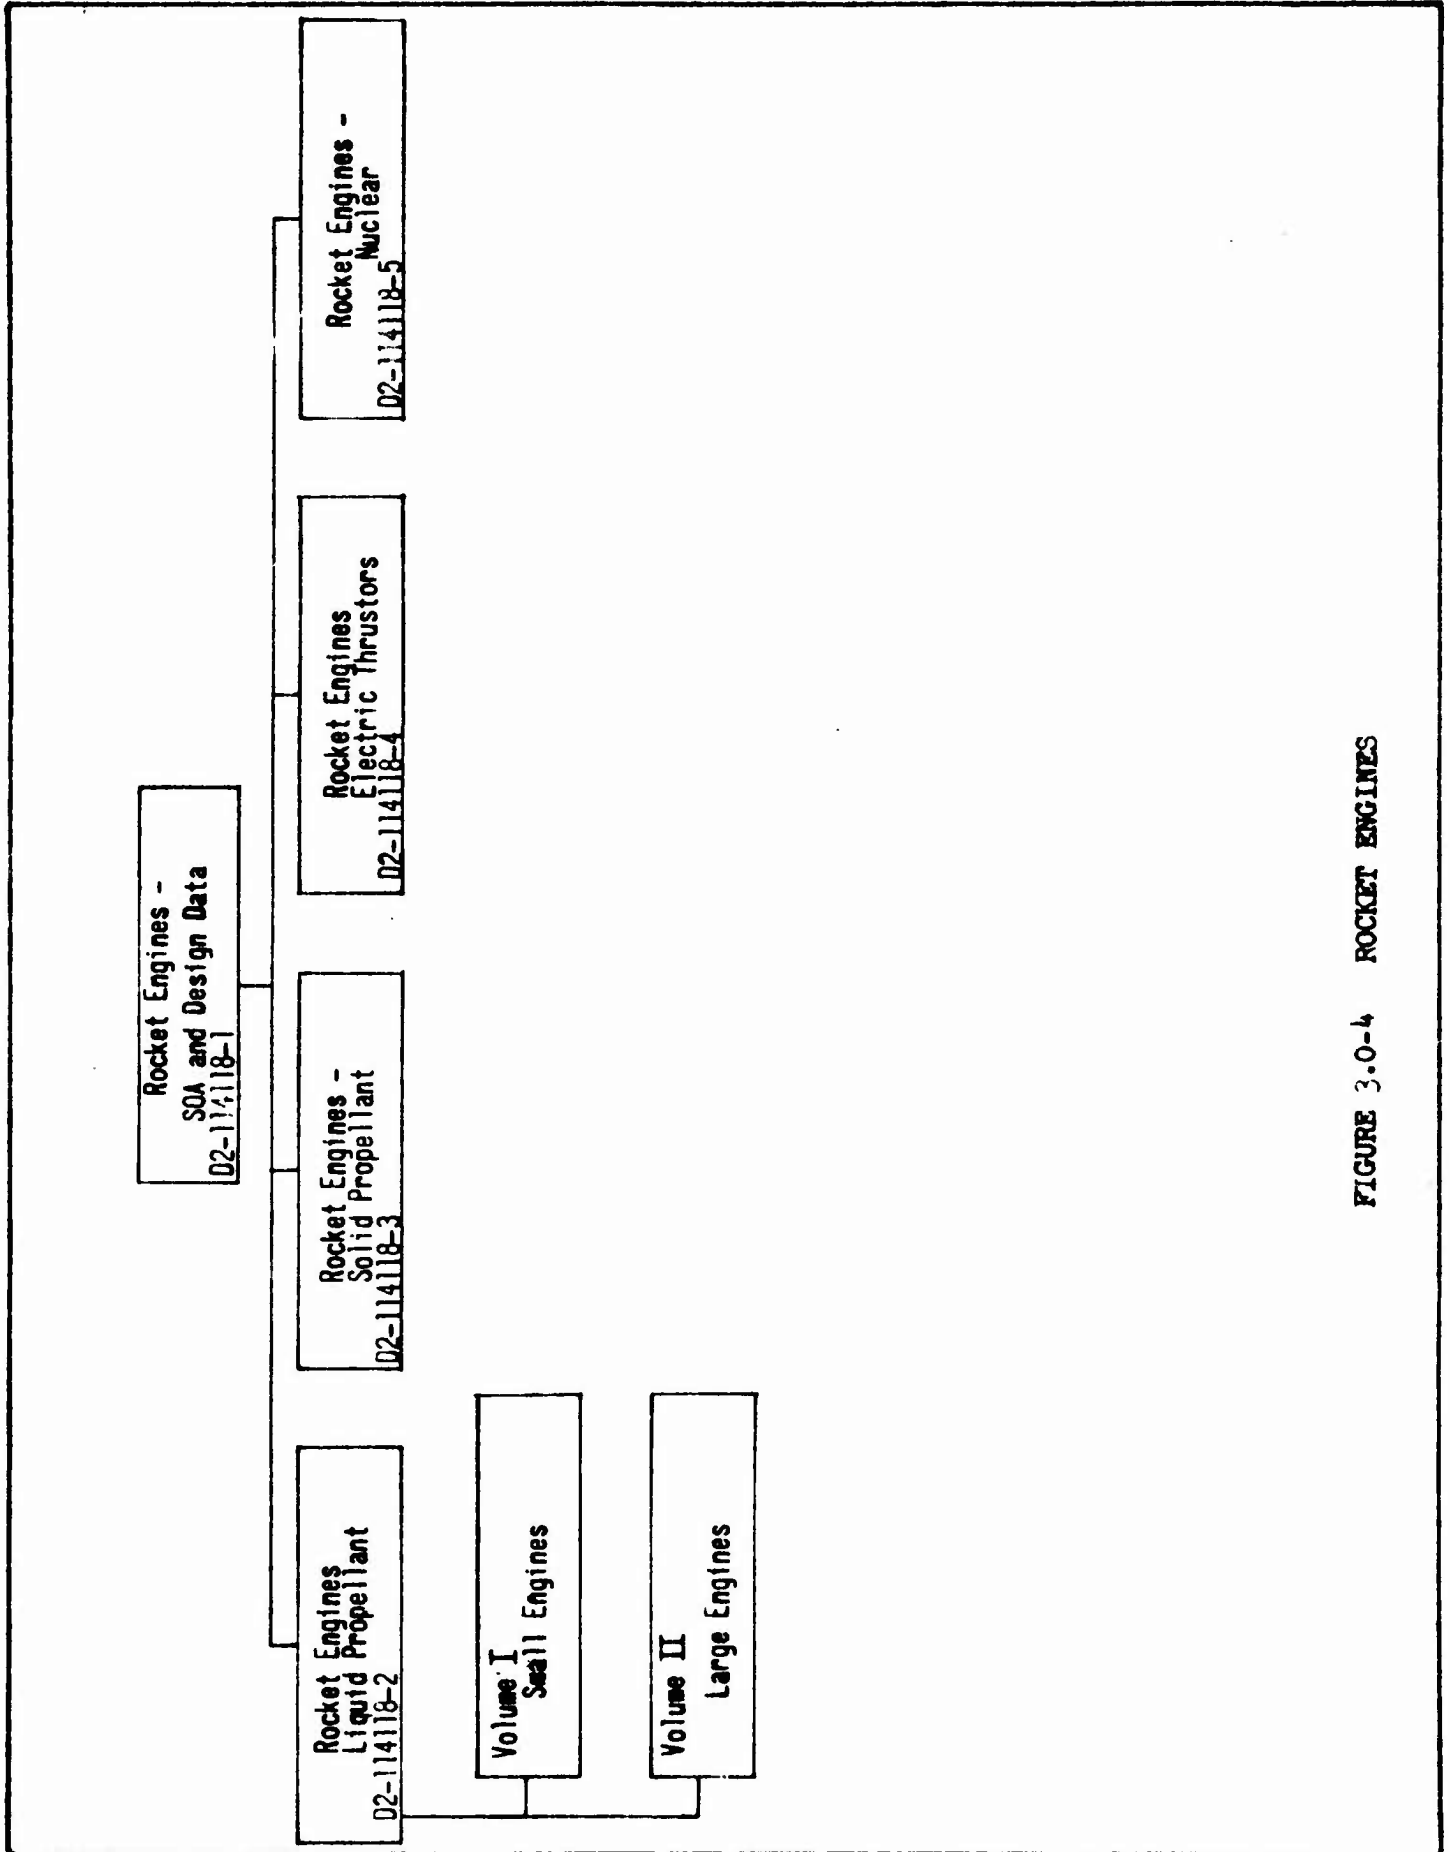 Rocket Engines -
SOA and Design Data
D2-114118-1
Rocket Engines
Liquid Propellant
D2-114118-2
Rocket Engines -
Solid Propellant
D2-114118-3
Rocket Engines
Electric Thrustors
D2-114118-4
Rocket Engines -
Nuclear
D2-114118-5
Volume I
Small Engines
Volume II
Large Engines
FIGURE 3.0-4 ROCKET ENGINES